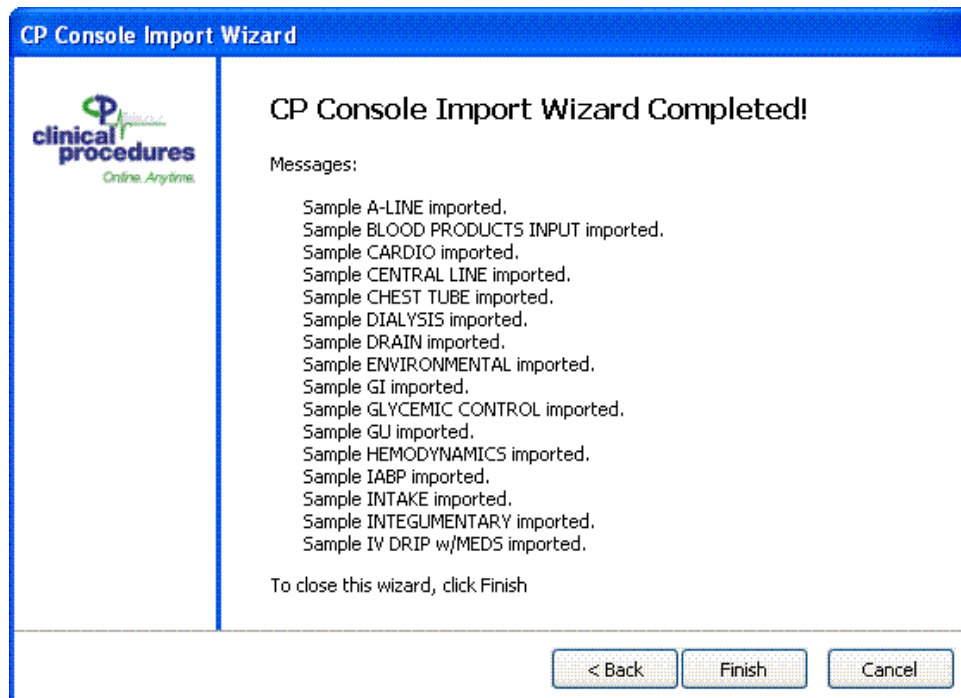 CP Console Import Wizard
CP
clinical
procedures
Online. Anytime.
CP Console Import Wizard Completed!
Messages:
Sample A-LINE imported.
Sample BLOOD PRODUCTS INPUT imported.
Sample CARDIO imported.
Sample CENTRAL LINE imported.
Sample CHEST TUBE imported.
Sample DIALYSIS imported.
Sample DRAIN imported.
Sample ENVIRONMENTAL imported.
Sample GI imported.
Sample GLYCEMIC CONTROL imported.
Sample GU imported.
Sample HEMODYNAMICS imported.
Sample IABP imported.
Sample INTAKE imported.
Sample INTEGUMENTARY imported.
Sample IV DRIP w/MEDS imported.
To close this wizard, click Finish
< Back
Finish
Cancel